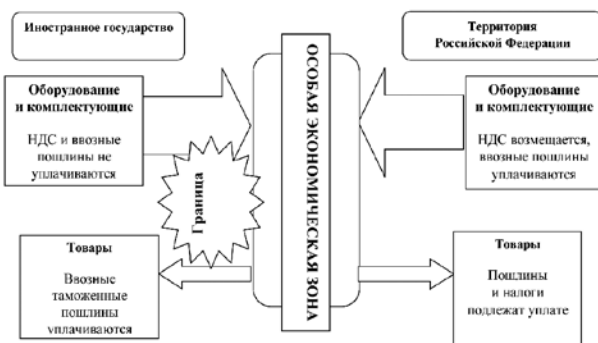 Иностранное государство
Территория
Российской Федерации
Оборудование
и комплектующие
НДС и ввозные
пошлины не
уплачиваются
ОСОБАЯ ЭКОНОМИЧЕСКАЯ ЗОНА
Оборудование
и комплектующие
НДС возмещается,
ввозные пошлины
уплачиваются
Граница
Товары
Ввозные
таможенные
пошлины
уплачиваются
Товары
Пошлины
и налоги
подлежат уплате